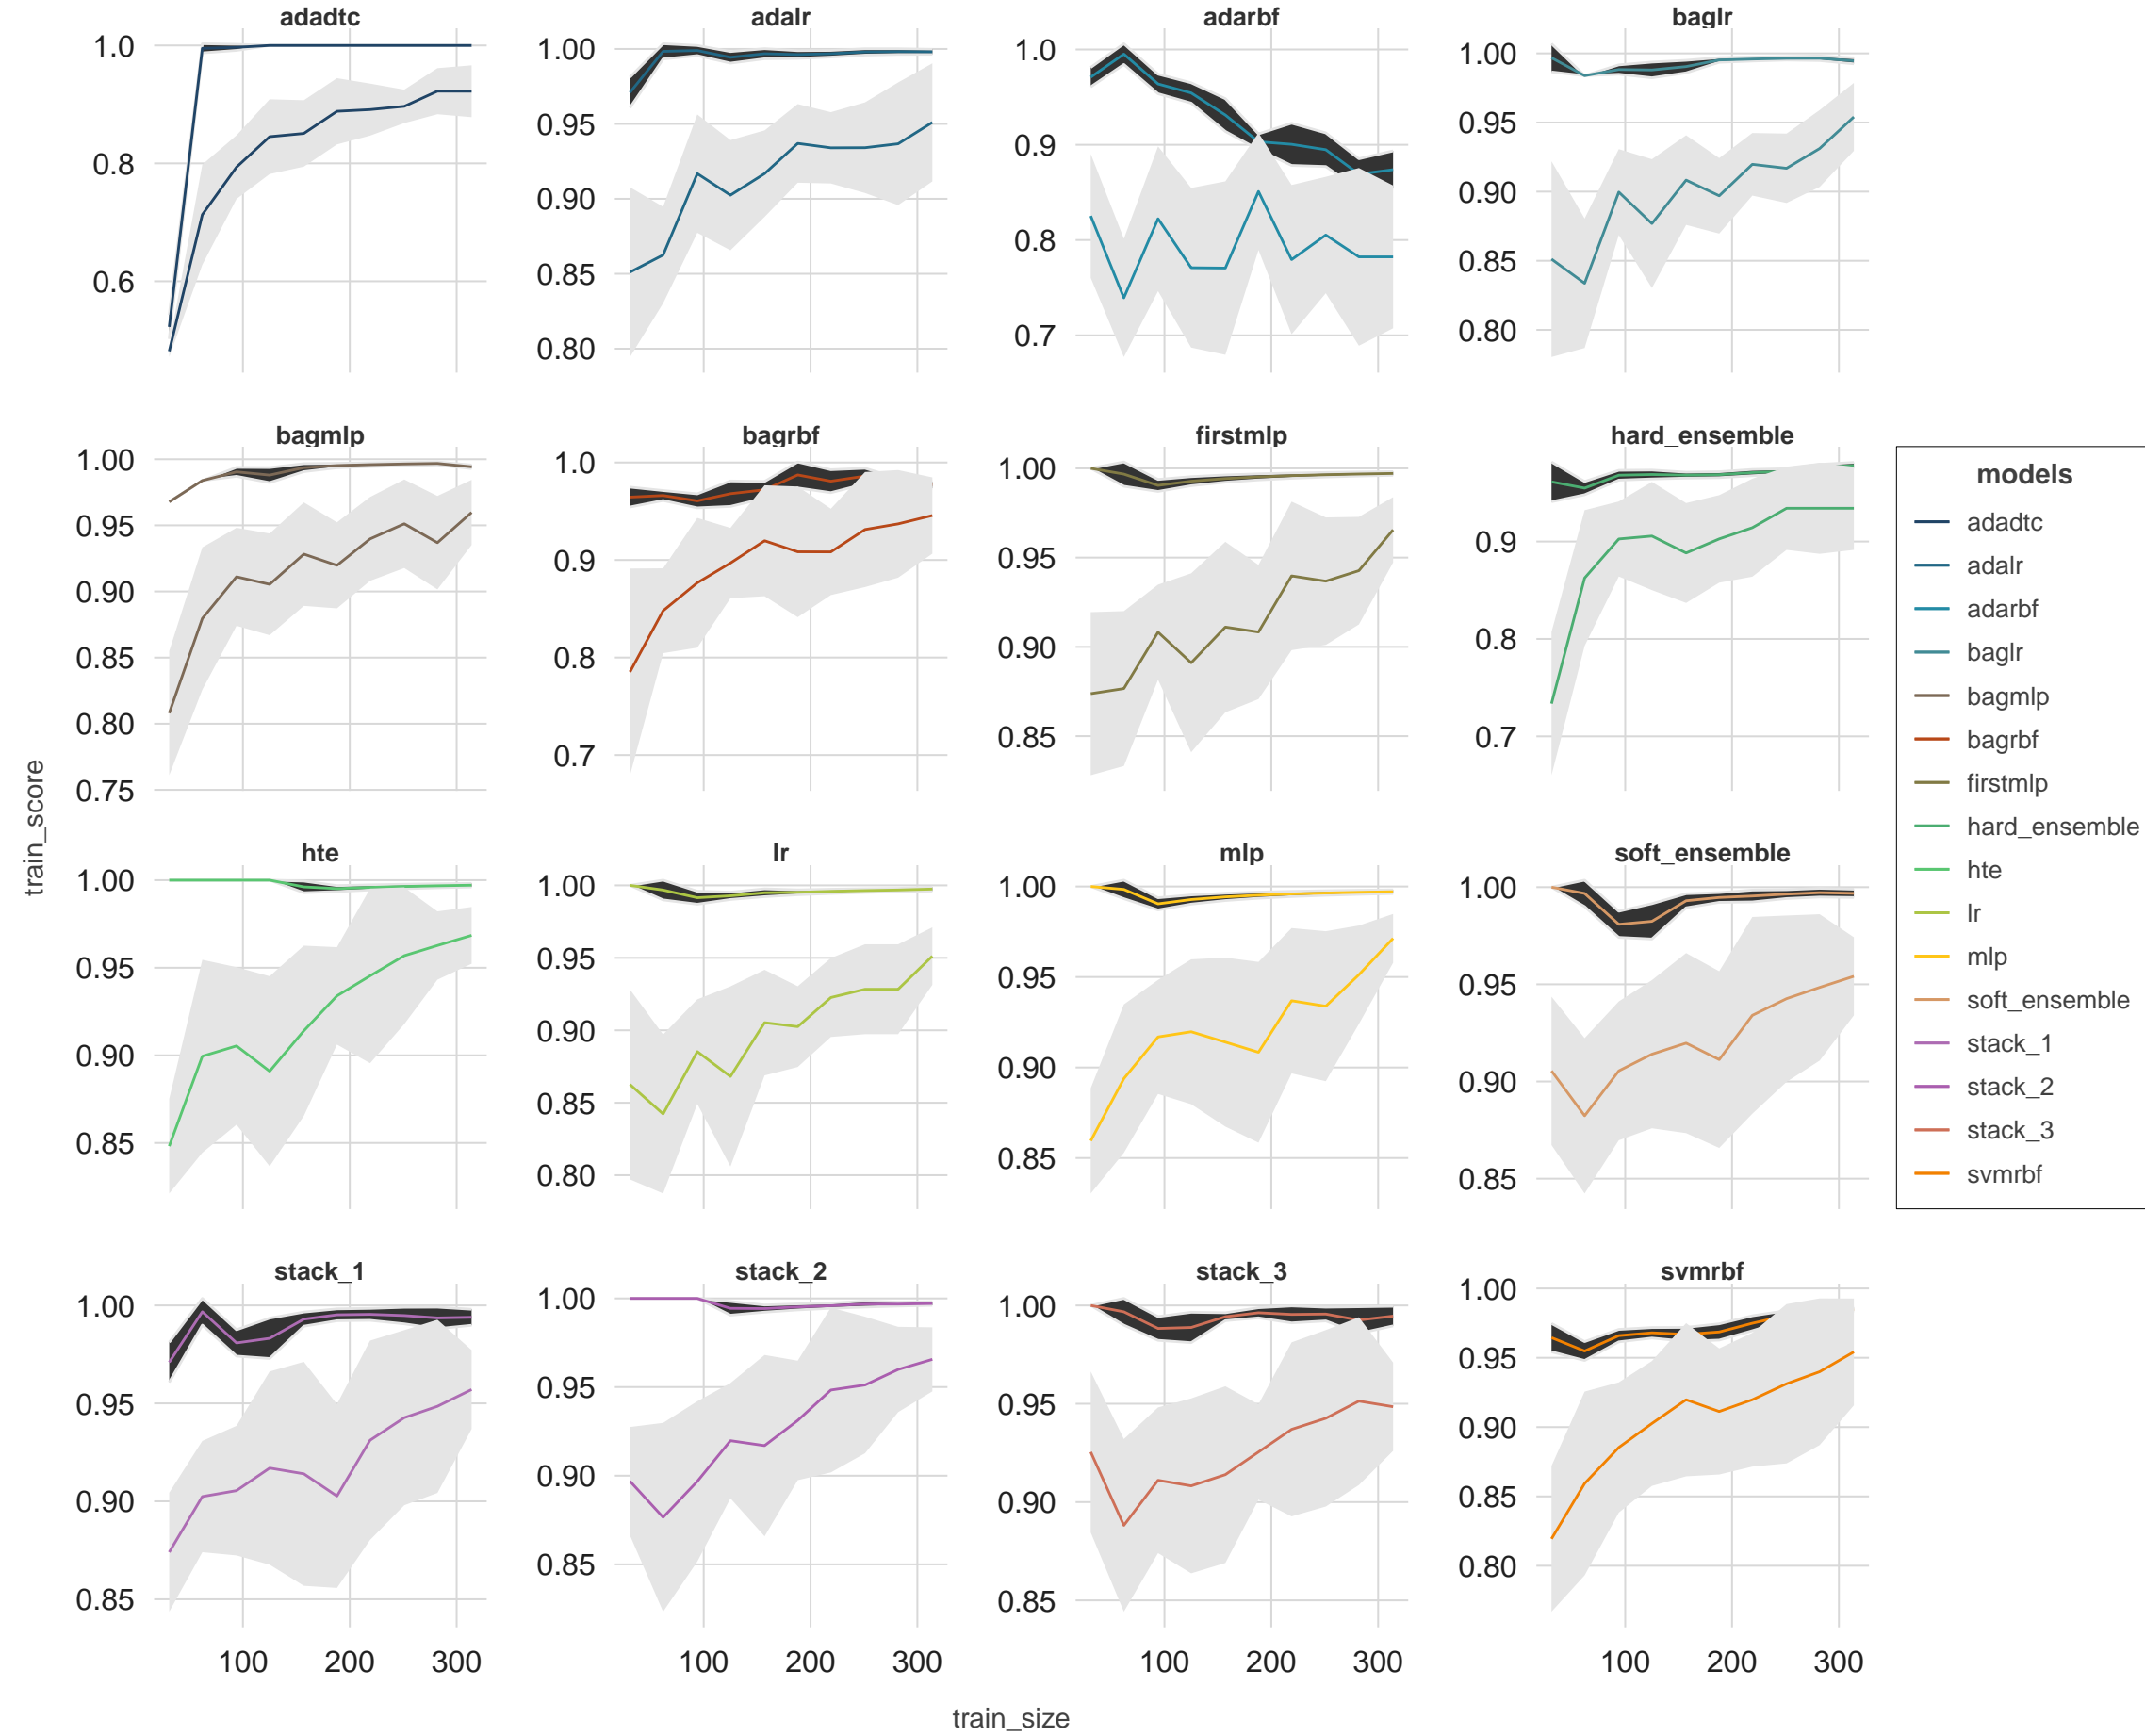 adadtc adalr adarbf baglr
1.0 1.00 1.0 1.00
0.95 0.9 0.95
0.8 0.90 0.8 0.90
0.6 0.85 0.7 0.85
0.80 0.80
bagmlp bagrbf firstmlp hard_ensemble
1.00 1.0 1.00
0.95 0.9 0.95 0.9
0.90
0.85 0.8 0.90 0.8
0.80 0.7 0.85 0.7
0.75
hte lr mlp soft_ensemble
1.00 1.00 1.00 1.00
0.95 0.95 0.95 0.95
0.90 0.90 0.90 0.90
0.85 0.85 0.85 0.85
0.80
stack_1 stack_2 stack_3 svmrbf
1.00 1.00 1.00 1.00
0.95 0.95 0.95 0.95
0.90 0.90 0.90 0.90
0.85 0.85 0.85 0.85
0.80
100 200 300 100 200 300 100 200 300 100 200 300
train_size
train_score
models
adadtc
adalr
adarbf
baglr
bagmlp
bagrbf
firstmlp
hard_ensemble
hte
lr
mlp
soft_ensemble
stack_1
stack_2
stack_3
svmrbf